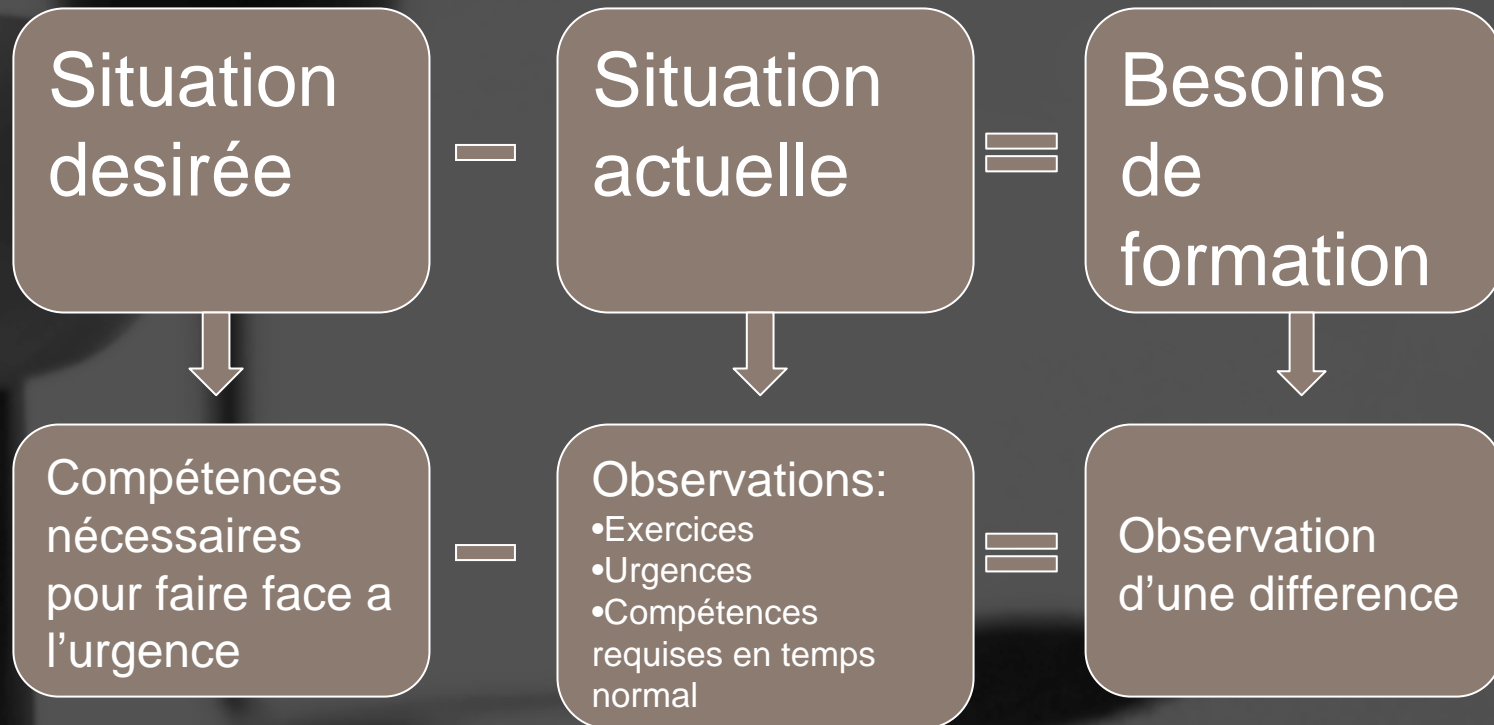 Situation
desirée
Situation
actuelle
Besoins
de
formation
Compétences
nécessaires
pour faire face a
l’urgence
Observations:
•Exercices
•Urgences
•Compétences
requises en temps
normal
Observation
d’une difference